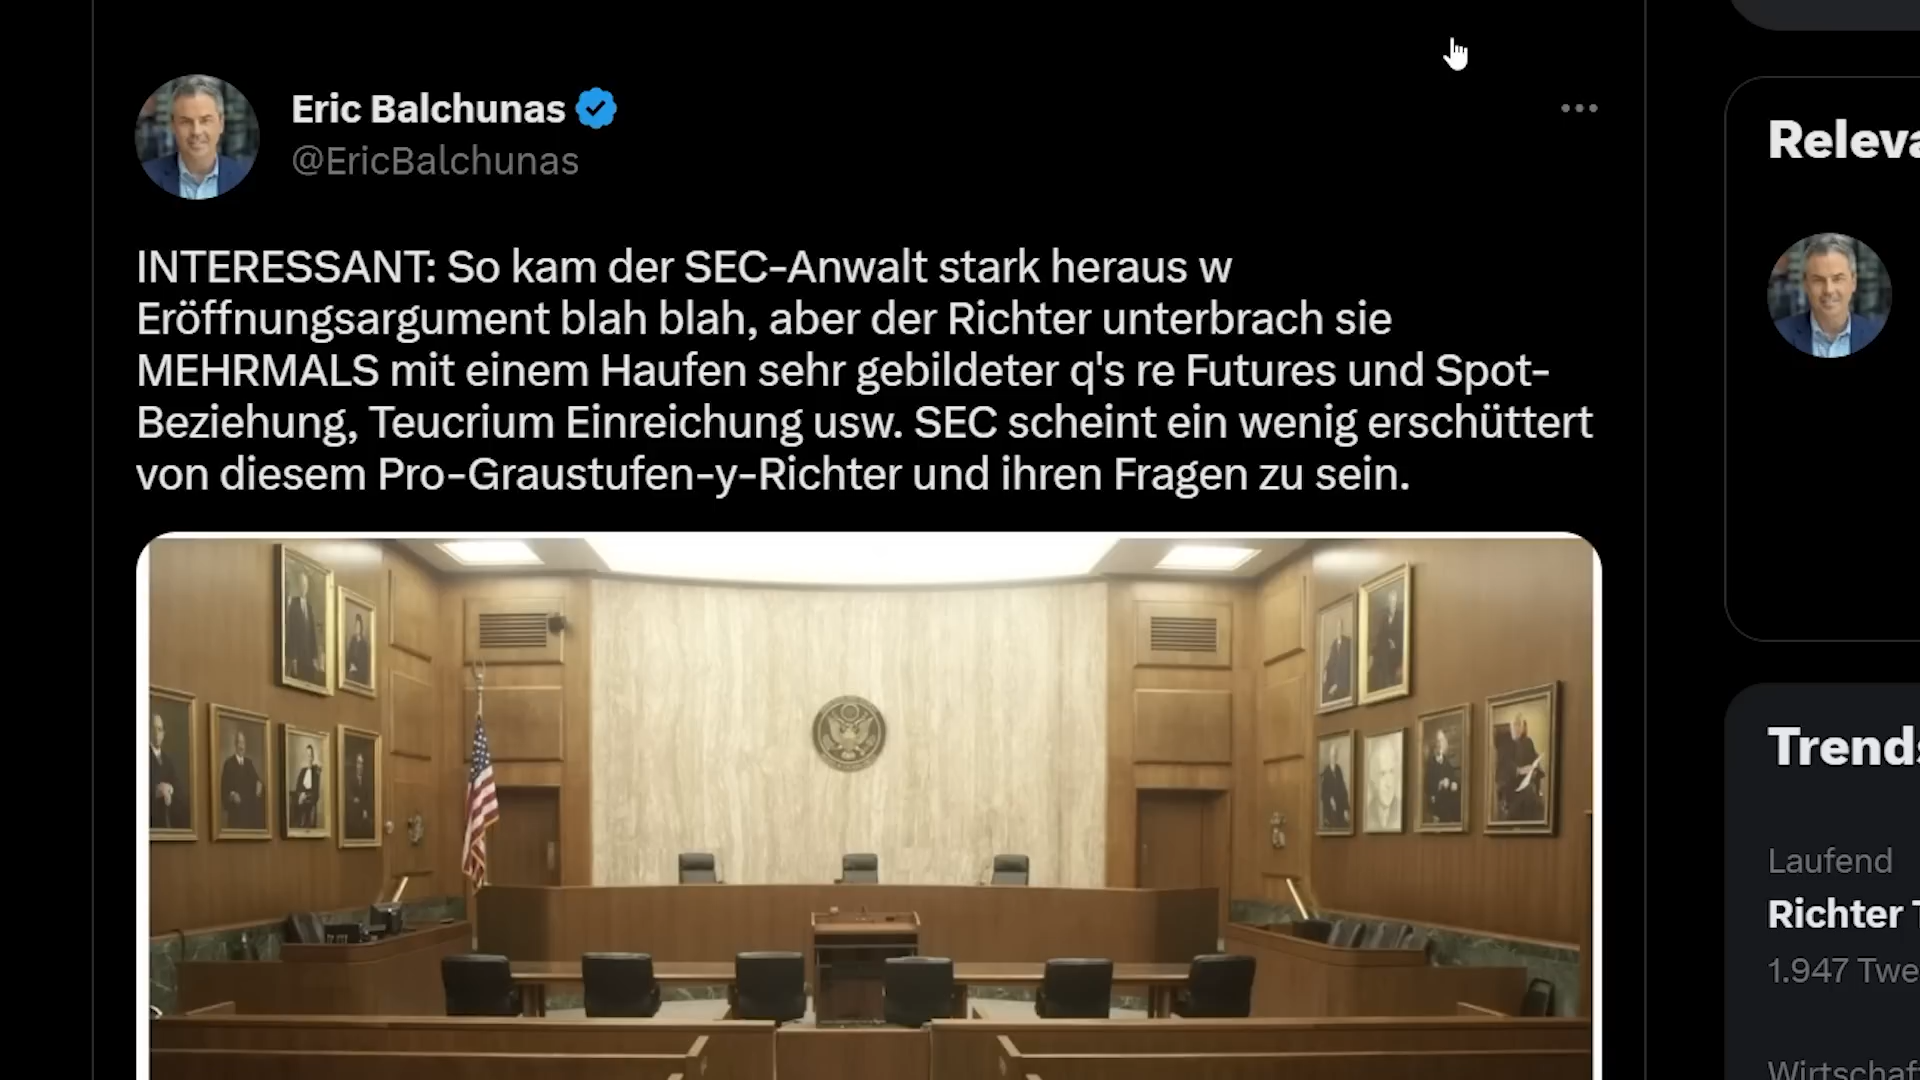 Eric Balchunas
@EricBalchunas
INTERESSANT: So kam der SEC-Anwalt stark heraus w
Eröffnungsargument blah blah, aber der Richter unterbrach sie
MEHRMALS mit einem Haufen sehr gebildeter q's re Futures und Spot-
Beziehung, Teucrium Einreichung usw. SEC scheint ein wenig erschüttert
von diesem Pro-Graustufen-y-Richter und ihren Fragen zu sein.
Releva
Trends
Laufend
Richter
1.947 Twe
Wirtschaf